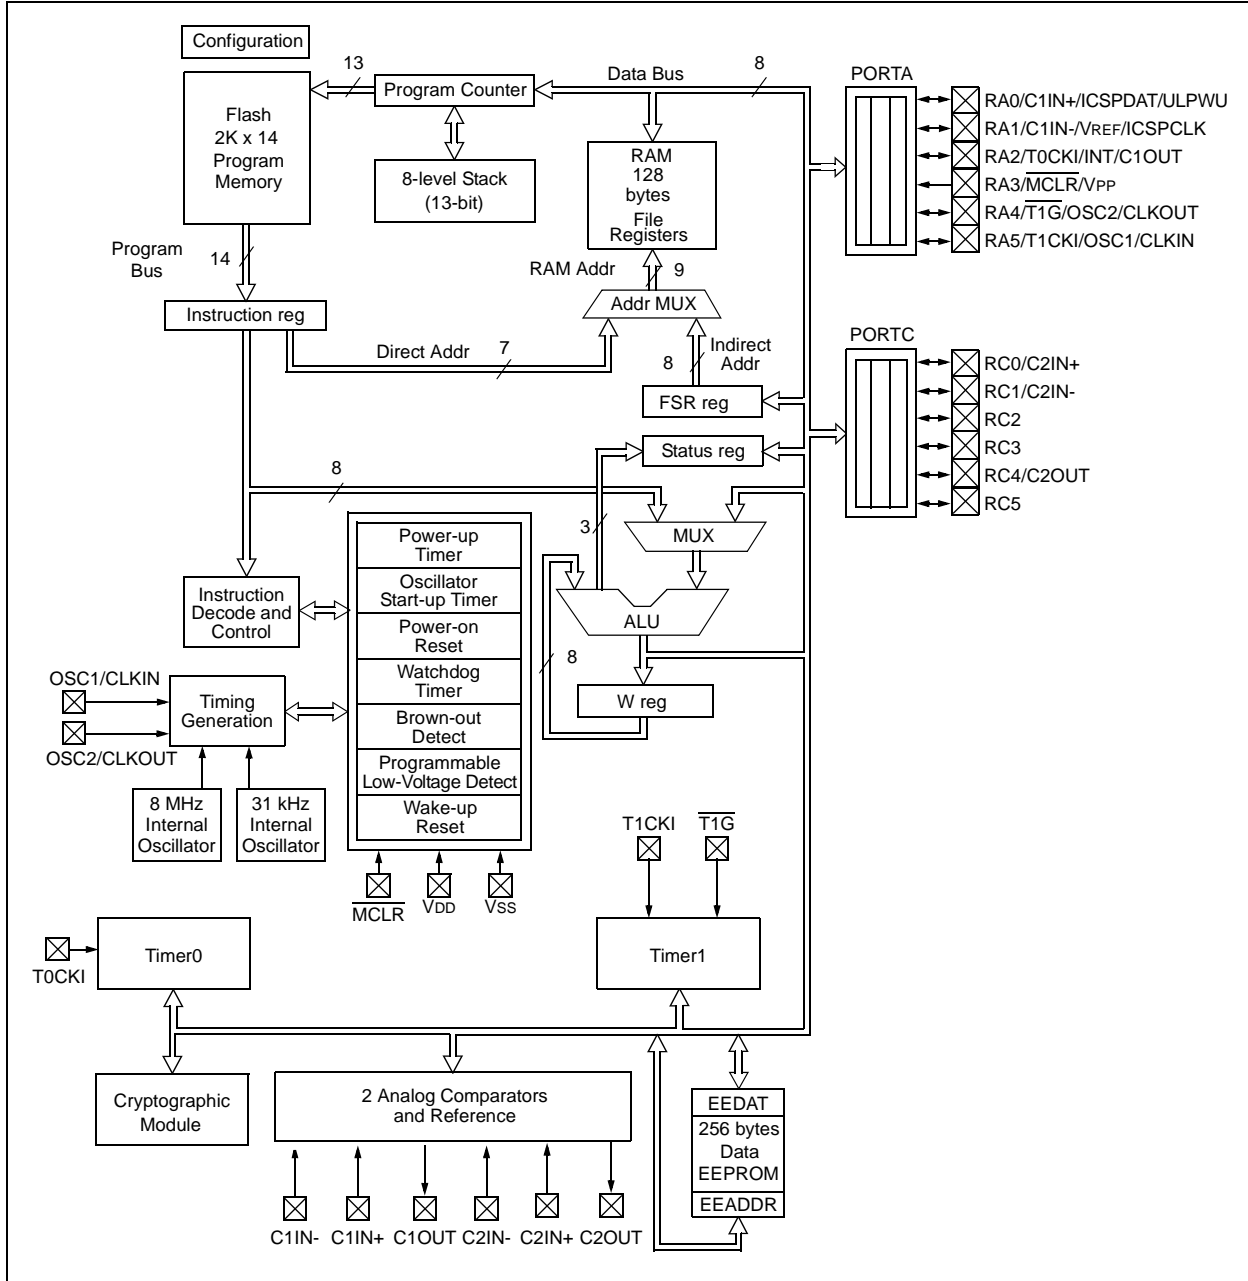 Configuration
13
Data Bus
8
PORTA
Program Counter
Flash
2K x 14
Program
Memory
8-level Stack
(13-bit)
RAM
128
bytes
File
Registers
RA0/C1IN+/ICSPDAT/ULPWU
RA1/C1IN-/VREF/ICSPCLK
RA2/T0CKI/INT/C1OUT
RA3/MCLR/VPP
RA4/T1G/OSC2/CLKOUT
RA5/T1CKI/OSC1/CLKIN
Program
Bus
14
RAM Addr
9
Addr MUX
Instruction reg
Direct Addr
7
8
Indirect
Addr
FSR reg
PORTC
RC0/C2IN+
RC1/C2IN-
RC2
RC3
RC4/C2OUT
RC5
Status reg
8
3
MUX
Power-up
Timer
Oscillator
Start-up Timer
Power-on
Reset
Watchdog
Timer
Brown-out
Detect
Programmable
Low-Voltage Detect
Wake-up
Reset
Instruction
Decode and
Control
ALU
8
W reg
OSC1/CLKIN
Timing
Generation
OSC2/CLKOUT
8 MHz
Internal
Oscillator
31 kHz
Internal
Oscillator
MCLR
VDD
VSS
T1CKI
T1G
T0CKI
Timer0
Timer1
Cryptographic
Module
2 Analog Comparators
and Reference
EEDAT
256 bytes
Data
EEPROM
EEADDR
C1IN-
C1IN+
C1OUT
C2IN-
C2IN+
C2OUT